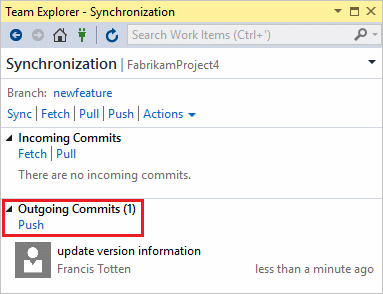 Team Explorer - Synchronization
Search Work Items (Ctrl+')
Synchronization | FabrikamProject4
Branch: newfeature
Sync | Fetch | Pull | Push | Actions
Incoming Commits
Fetch | Pull
There are no incoming commits.
Outgoing Commits (1)
Push
update version information
Francis Totten less than a minute ago